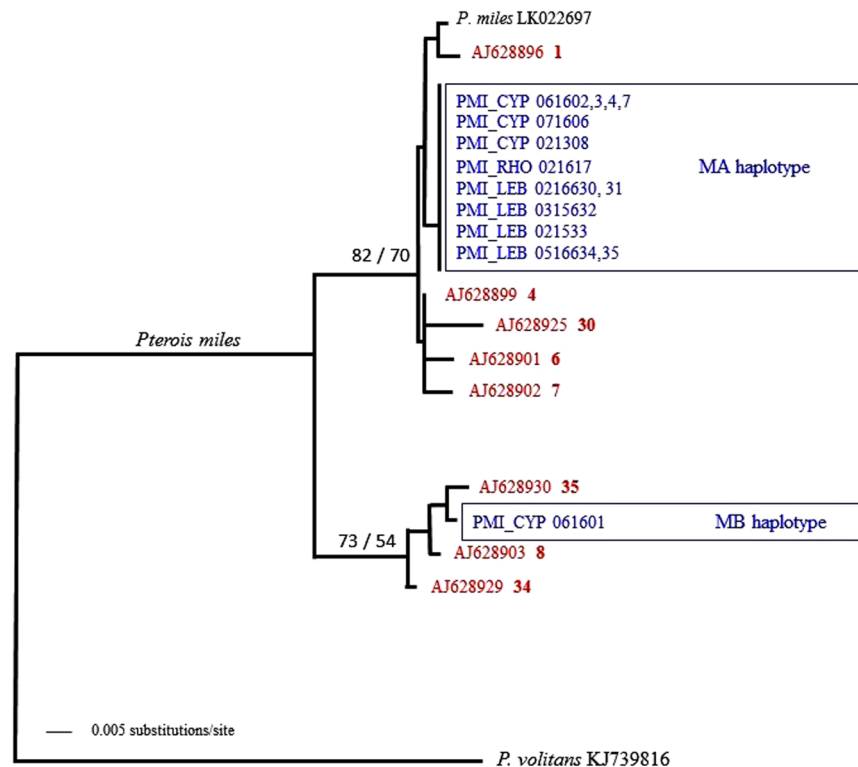 P. miles LK022697
AJ628896 1
PMI_CYP 061602,3,4,7
PMI_CYP 071606
PMI_CYP 021308
PMI_RHO 021617 MA haplotype
PMI_LEB 0216630, 31
PMI_LEB 0315632
PMI_LEB 021533
PMI_LEB 0516634,35
82 / 70
AJ628899 4
AJ628925 30
Pterois miles
AJ628901 6
AJ628902 7
AJ628930 35
PMI_CYP 061601 MB haplotype
73 / 54
AJ628903 8
AJ628929 34
0.005 substitutions/site
P. volitans KJ739816